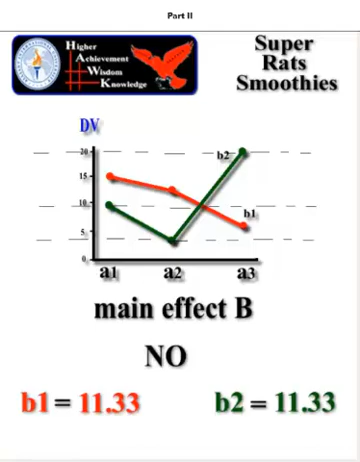 Part II
Higher
Achievement
Wisdom
Knowledge
Super
Rats
Smoothies
DV
20
b2
15
10
b1
5
0
a1 a2 a3
main effect B
NO
b1 = 11.33 b2 = 11.33